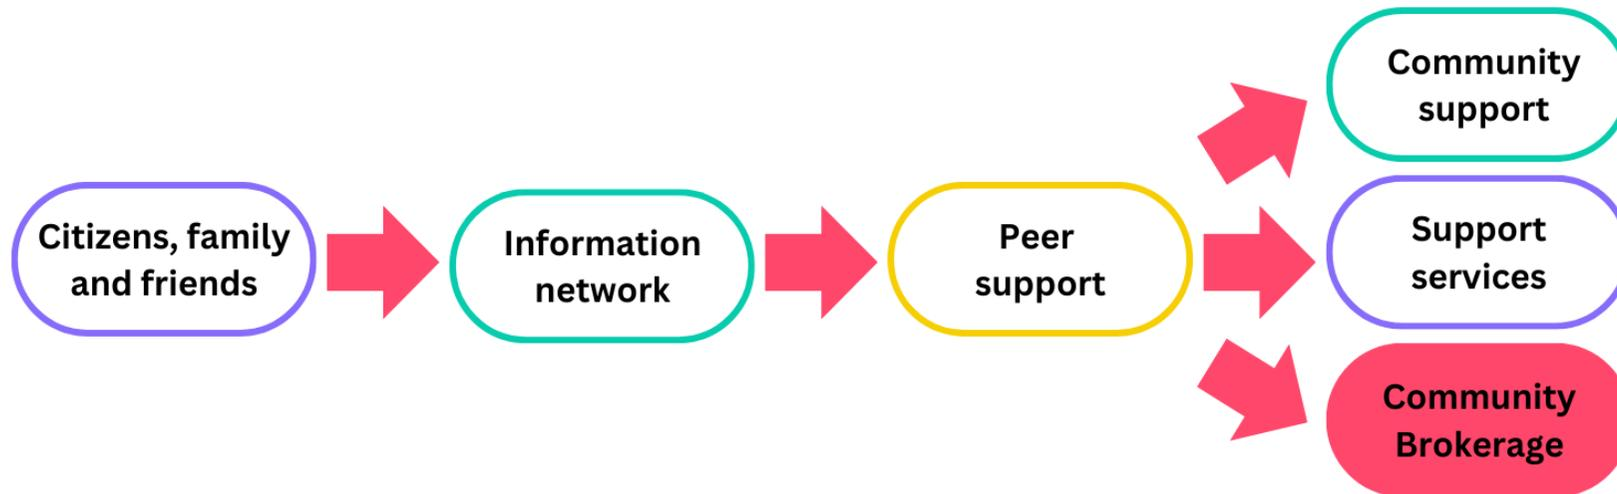 Citizens, family
and friends
Information
network
Peer
support
Community
support
Support
services
Community
Brokerage